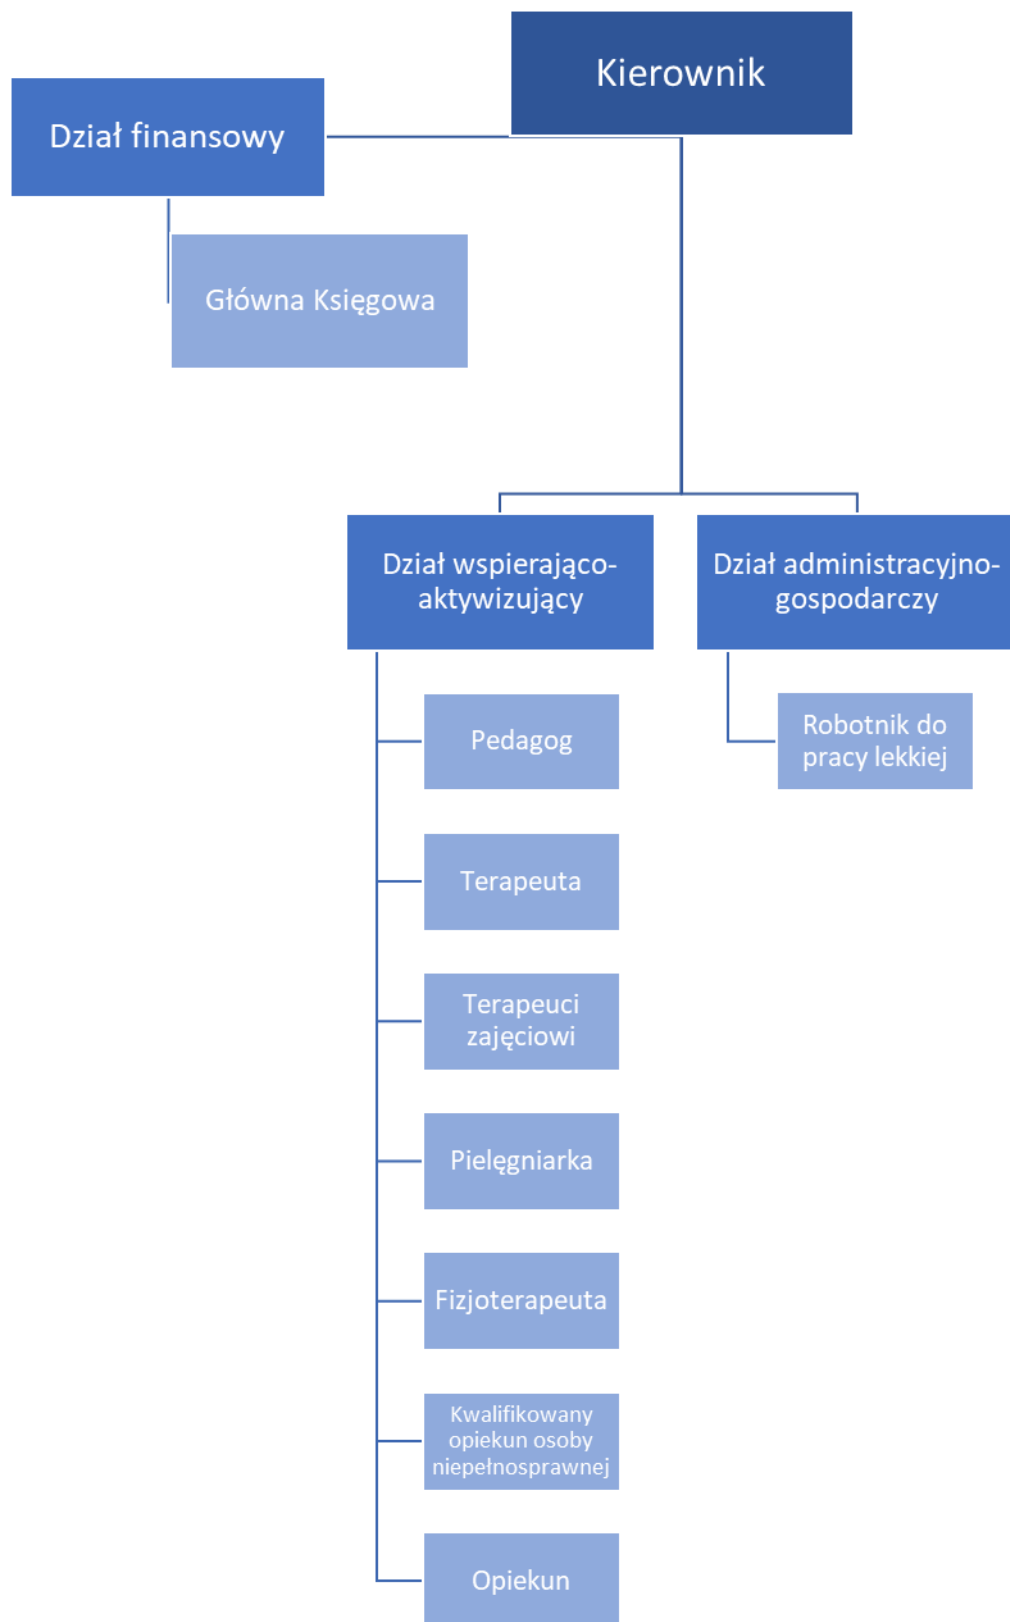 Kierownik
Dział finansowy
Główna Księgowa
Dział wspierająco-
aktywizujący
Dział administracyjno-
gospodarczy
Pedagog
Robotnik do
pracy lekkiej
Terapeuta
Terapeuci
zajęciowi
Pielęgniarka
Fizjoterapeuta
Kwalifikowany
opiekun osoby
niepełnosprawnej
Opiekun